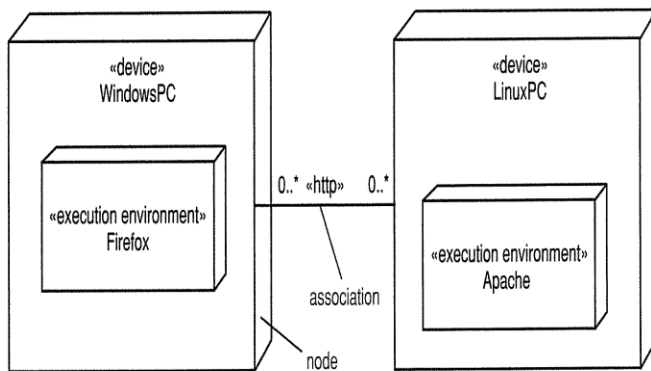 «device»
WindowsPC
«execution environment»
Firefox
0..* «http» 0..*
association
node
«device»
LinuxPC
«execution environment»
Apache